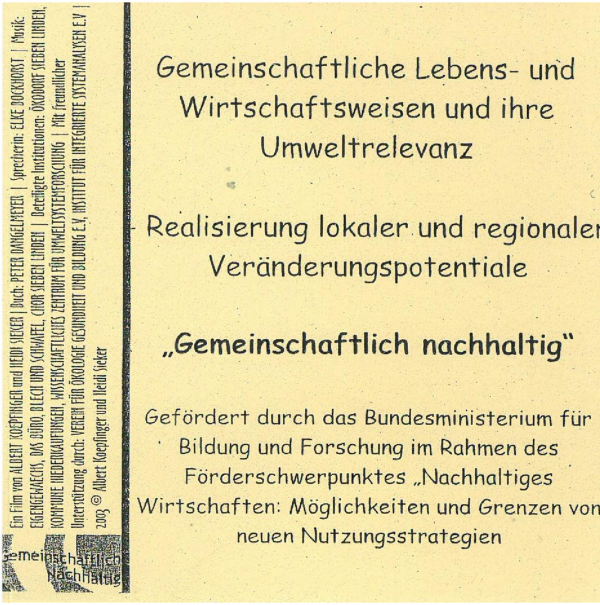 Ein Film von ALBERT KOEPFINGER und HEIDI SIEKER | Buch: PETER DANGELMEYER | Sprecherin: ELKE BOCKHORST | Musik:
EIGENGEWAECHS, DAS BÜRO, BLECH UND SCHWAFEL, CHOR SIEBEN LINDEN | Beteiligte Institutionen: ÖKODORF SIEBEN LINDEN,
KOMMUNE NIEDERKAUFUNGEN, WISSENSCHAFTLICHES ZENTRUM FÜR UMWELTSYSTEMFORSCHUNG | Mit freundlicher
Unterstützung durch: VEREIN FÜR ÖKOLOGIE GESUNDHEIT UND BILDUNG E.V, INSTITUT FÜR INTEGRIERTE SYSTEMANALYSEN E.V |
2003 © Albert Koepfinger und Heidi Sieker
Gemeinschaftlich
Nachhaltig
Gemeinschaftliche Lebens- und
Wirtschaftsweisen und ihre
Umweltrelevanz
- Realisierung lokaler und regionaler
Veränderungspotentiale
„Gemeinschaftlich nachhaltig“
Gefördert durch das Bundesministerium für
Bildung und Forschung im Rahmen des
Förderschwerpunktes „Nachhaltiges
Wirtschaften: Möglichkeiten und Grenzen von
neuen Nutzungsstrategien